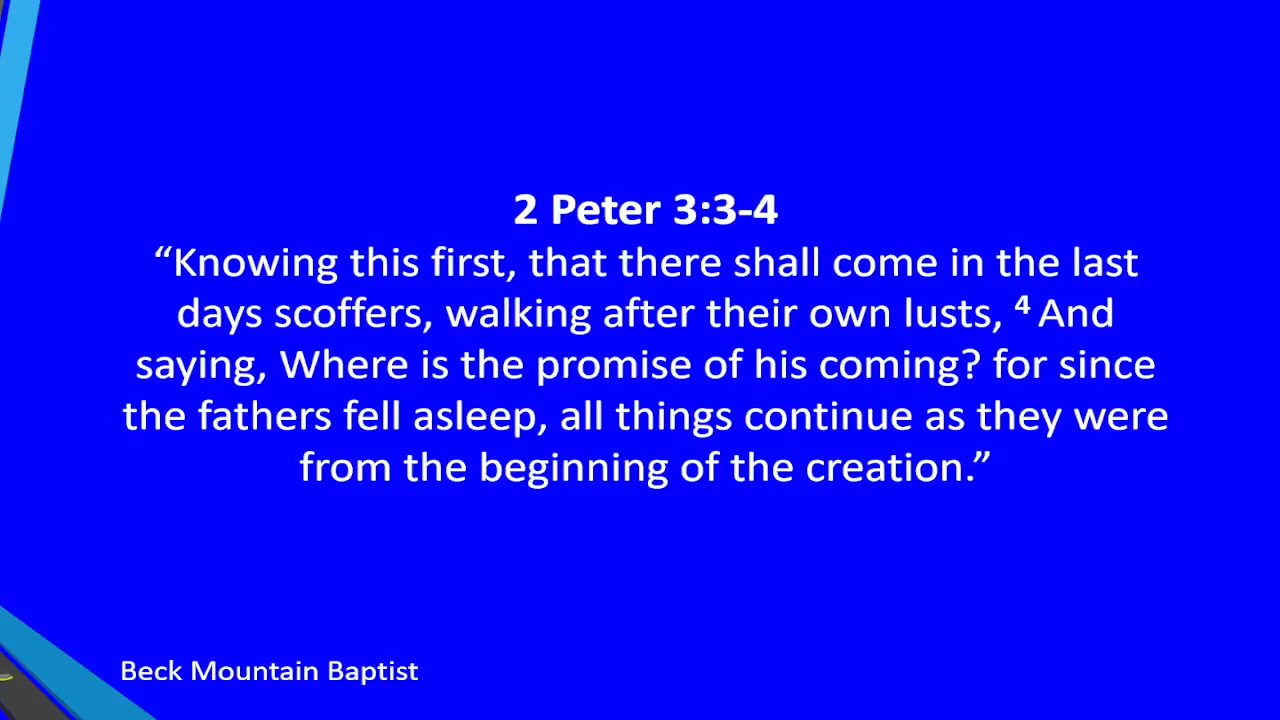 2 Peter 3:3-4
“Knowing this first, that there shall come in the last
days scoffers, walking after their own lusts, ⁴ And
saying, Where is the promise of his coming? for since
the fathers fell asleep, all things continue as they were
from the beginning of the creation.”
Beck Mountain Baptist